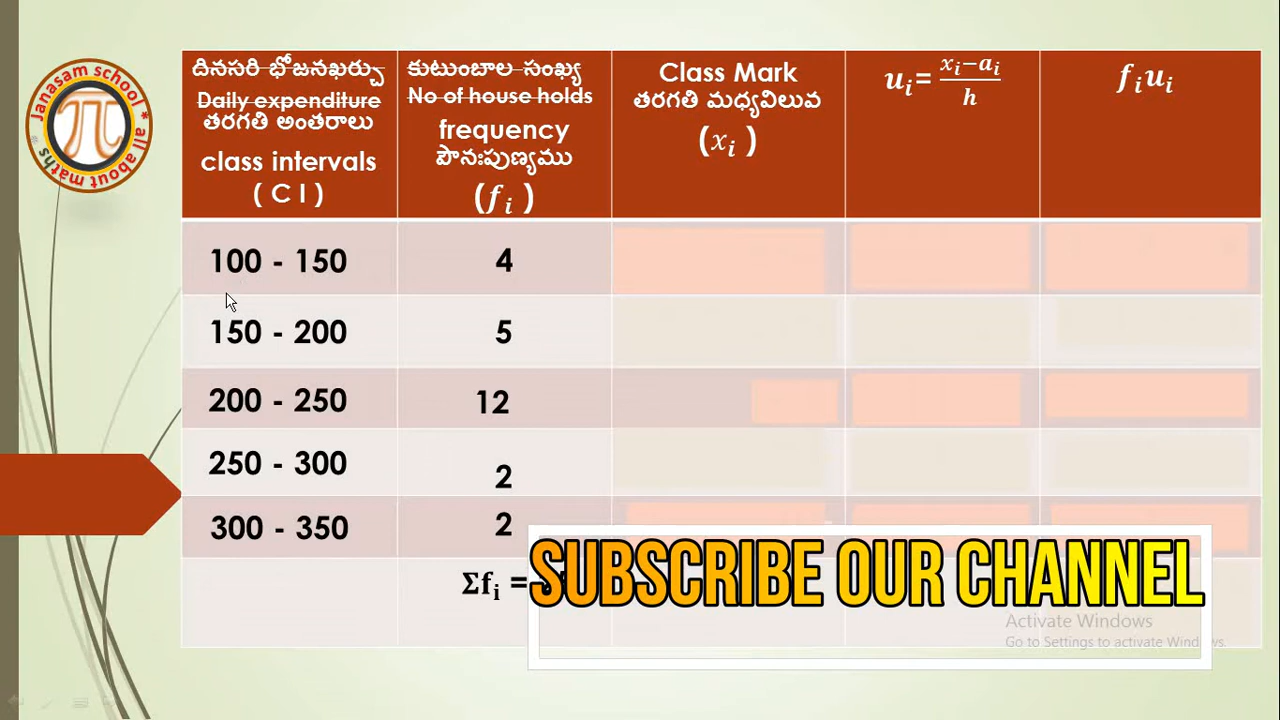 Janasam school * all about maths *
π
దినసరి భోజనఖర్చు
Daily expenditure
తరగతి అంతరాలు
class intervals
( C I )
కుటుంబాల సంఖ్య
No of house holds
frequency
పౌనఃపుణ్యము
(fᵢ )
Class Mark
తరగతి మధ్యవిలువ
(xᵢ )
uᵢ= (xᵢ−aᵢ)/h
fᵢuᵢ
100 - 150 4
150 - 200 5
200 - 250 12
250 - 300 2
300 - 350 2
Σfᵢ =
SUBSCRIBE OUR CHANNEL
Activate Windows
Go to Settings to activate Windows.